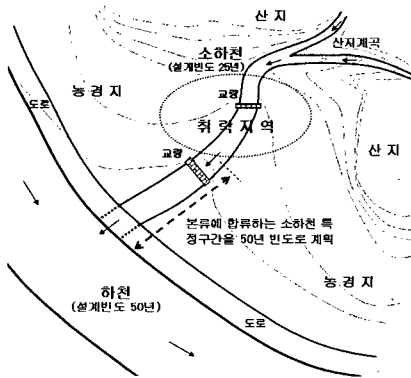 산 지
산지계곡
소하천
(설계빈도 25년)
농 경 지
교량
도로
취 락 지 역
산 지
교량
본류에 합류하는 소하천 특
정구간을 50년 빈도로 계획
농 경 지
하천
(설계빈도 50년)
도로